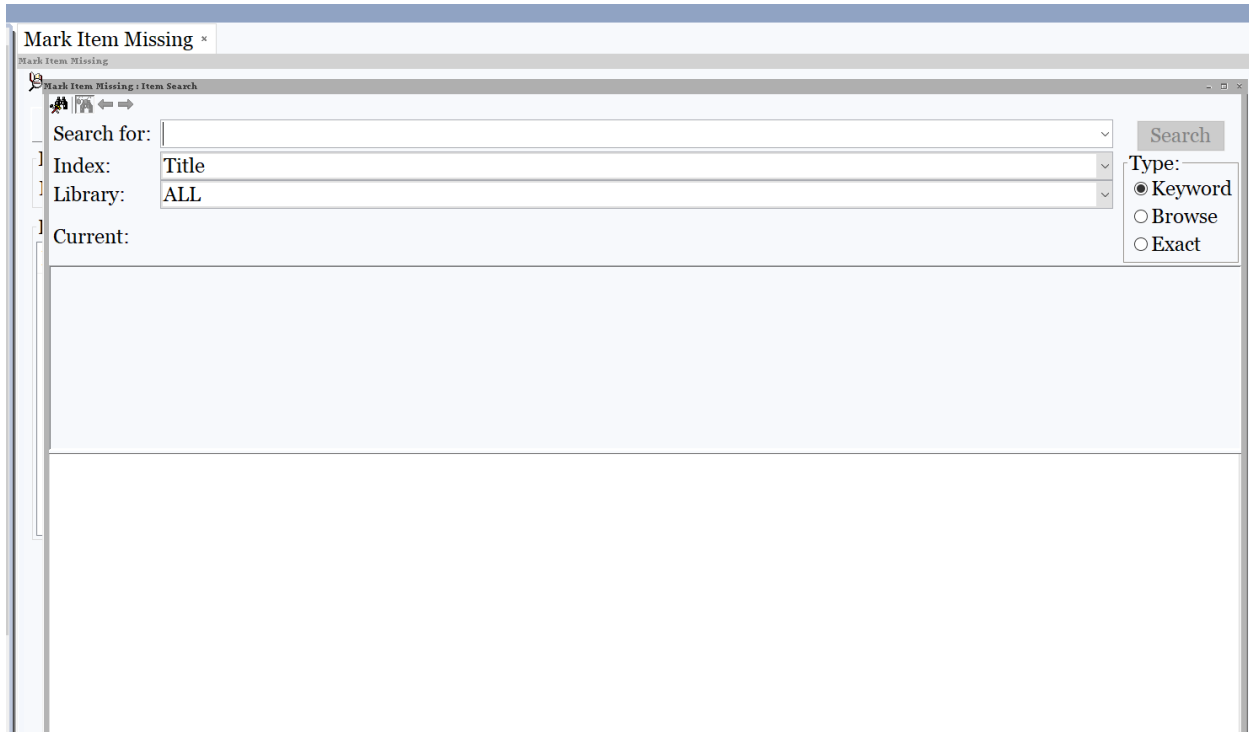 Mark Item Missing ×
Mark Item Missing
Mark Item Missing : Item Search
Search for:
Search
Index: Title
Type:
Keyword
Library: ALL
Browse
Current:
Exact